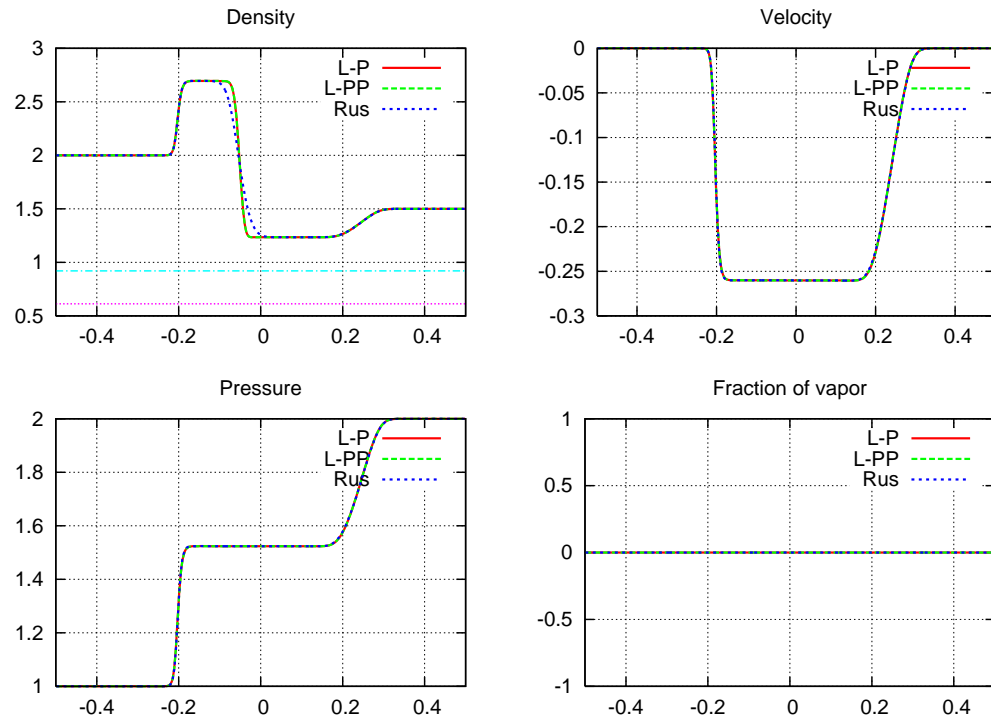 Density
3
2.5
2
1.5
1
0.5
-0.4
-0.2
0
0.2
0.4
L-P
L-PP
Rus
Velocity
0
-0.05
-0.1
-0.15
-0.2
-0.25
-0.3
-0.4
-0.2
0
0.2
0.4
L-P
L-PP
Rus
Pressure
2
1.8
1.6
1.4
1.2
1
-0.4
-0.2
0
0.2
0.4
L-P
L-PP
Rus
Fraction of vapor
1
0.5
0
-0.5
-1
-0.4
-0.2
0
0.2
0.4
L-P
L-PP
Rus